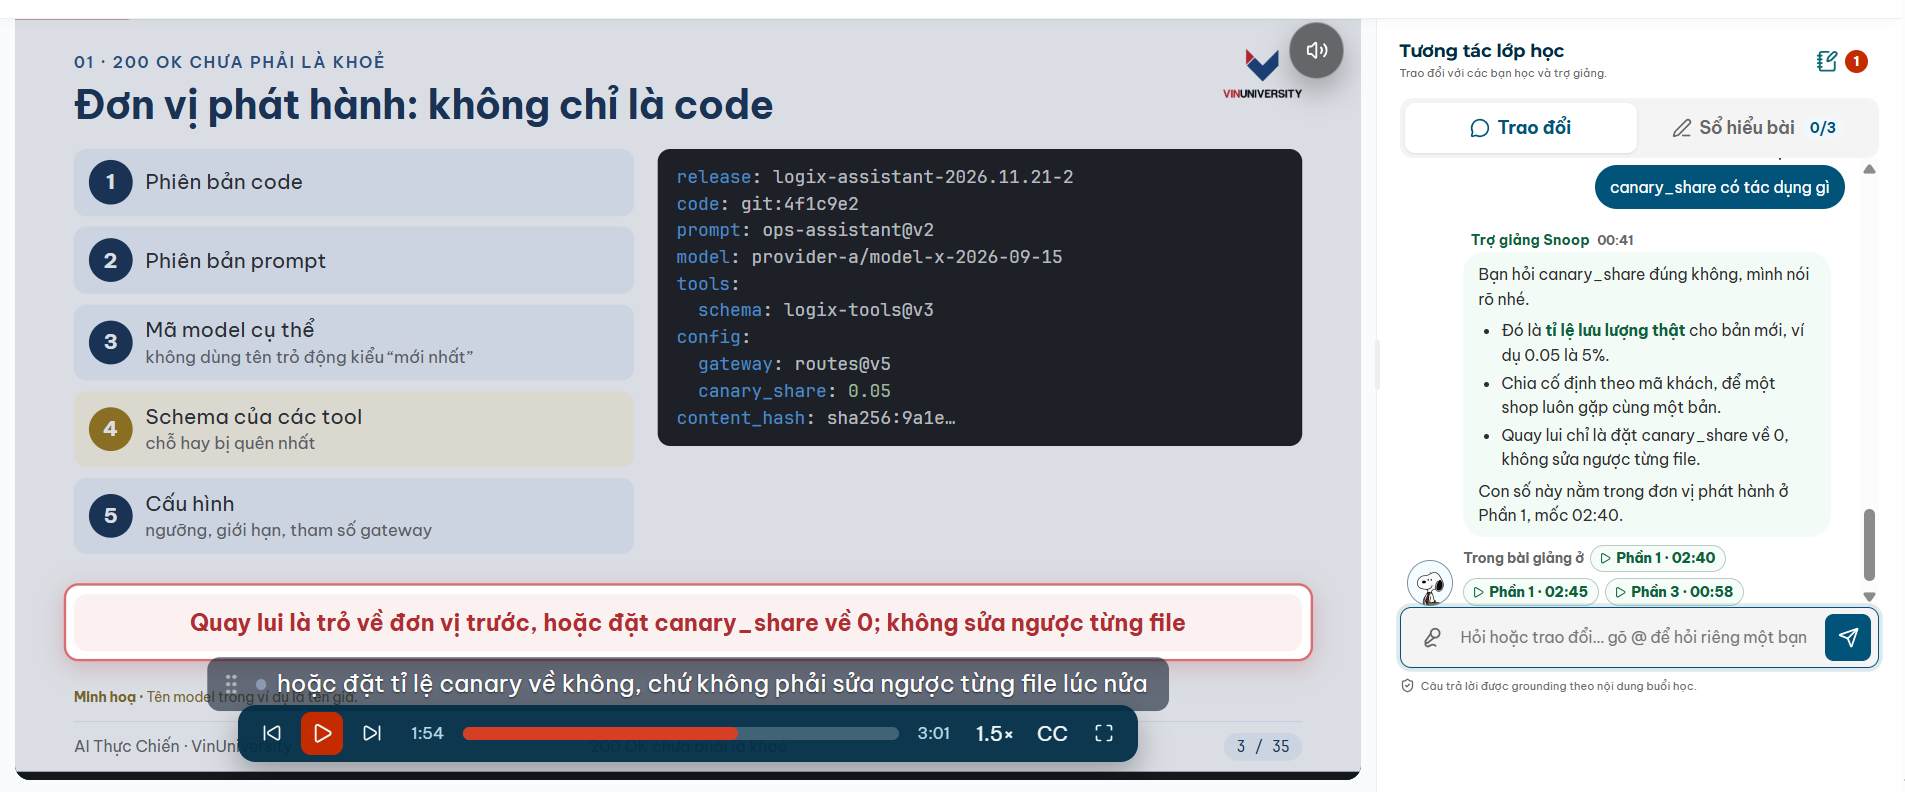 01 · 200 OK CHƯA PHẢI LÀ KHOẺ
Đơn vị phát hành: không chỉ là code
VINUNIVERSITY
1 Phiên bản code
2 Phiên bản prompt
3 Mã model cụ thể
không dùng tên trỏ động kiểu “mới nhất”
4 Schema của các tool
chỗ hay bị quên nhất
5 Cấu hình
ngưỡng, giới hạn, tham số gateway
release: logix-assistant-2026.11.21-2
code: git:4f1c9e2
prompt: ops-assistant@v2
model: provider-a/model-x-2026-09-15
tools:
schema: logix-tools@v3
config:
gateway: routes@v5
canary_share: 0.05
content_hash: sha256:9a1e…
Quay lui là trỏ về đơn vị trước, hoặc đặt canary_share về 0; không sửa ngược từng file
hoặc đặt tỉ lệ canary về không, chứ không phải sửa ngược từng file lúc nửa
Minh hoạ · Tên model trong ví dụ là tên giả.
1:54
3:01
1.5×
CC
AI Thực Chiến · VinUniversity
200 OK chưa phải là khoẻ
3 / 35
Tương tác lớp học
Trao đổi với các bạn học và trợ giảng.
1
Trao đổi
Sổ hiểu bài 0/3
canary_share có tác dụng gì
Trợ giảng Snoop 00:41
Bạn hỏi canary_share đúng không, mình nói
rõ nhé.
• Đó là tỉ lệ lưu lượng thật cho bản mới, ví
dụ 0.05 là 5%.
• Chia cố định theo mã khách, để một
shop luôn gặp cùng một bản.
• Quay lui chỉ là đặt canary_share về 0,
không sửa ngược từng file.
Con số này nằm trong đơn vị phát hành ở
Phần 1, mốc 02:40.
Trong bài giảng ở Phần 1 · 02:40
Phần 1 · 02:45 Phần 3 · 00:58
Hỏi hoặc trao đổi... gõ @ để hỏi riêng một bạn
Câu trả lời được grounding theo nội dung buổi học.